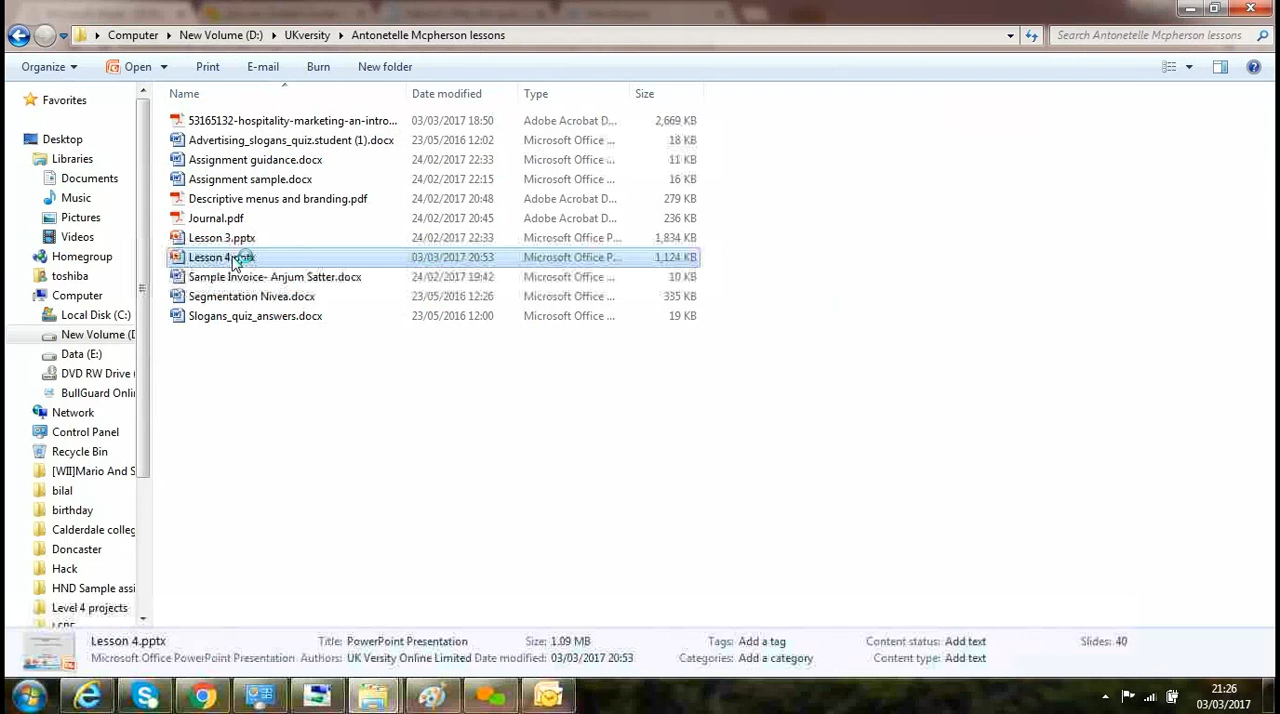 Computer New Volume (D:) UKversity Antonetelle Mcpherson lessons Search Antonetelle Mcpherson lessons
Organize Open Print E-mail Burn New folder
Name Date modified Type Size
Favorites
Desktop
Libraries
Documents
Music
Pictures
Videos
Homegroup
toshiba
Computer
Local Disk (C:)
New Volume (D
Data (E:)
DVD RW Drive
BullGuard Onli
Network
Control Panel
Recycle Bin
[WII]Mario And S
bilal
birthday
Calderdale colleg
Doncaster
Hack
HND Sample assi
Level 4 projects
53165132-hospitality-marketing-an-intro... 03/03/2017 18:50 Adobe Acrobat D... 2,669 KB
Advertising_slogans_quiz.student (1).docx 23/05/2016 12:02 Microsoft Office ... 18 KB
Assignment guidance.docx 24/02/2017 22:33 Microsoft Office ... 11 KB
Assignment sample.docx 24/02/2017 22:15 Microsoft Office ... 16 KB
Descriptive menus and branding.pdf 24/02/2017 20:48 Adobe Acrobat D... 279 KB
Journal.pdf 24/02/2017 20:45 Adobe Acrobat D... 236 KB
Lesson 3.pptx 24/02/2017 22:33 Microsoft Office P... 1,834 KB
Lesson 4.pptx 03/03/2017 20:53 Microsoft Office P... 1,124 KB
Sample Invoice- Anjum Satter.docx 24/02/2017 19:42 Microsoft Office ... 10 KB
Segmentation Nivea.docx 23/05/2016 12:26 Microsoft Office ... 335 KB
Slogans_quiz_answers.docx 23/05/2016 12:00 Microsoft Office ... 19 KB
Lesson 4.pptx Title: PowerPoint Presentation Size: 1.09 MB Tags: Add a tag Content status: Add text Slides: 40
Microsoft Office PowerPoint Presentation Authors: UK Versity Online Limited Date modified: 03/03/2017 20:53 Categories: Add a category Content type: Add text
21:26
03/03/2017